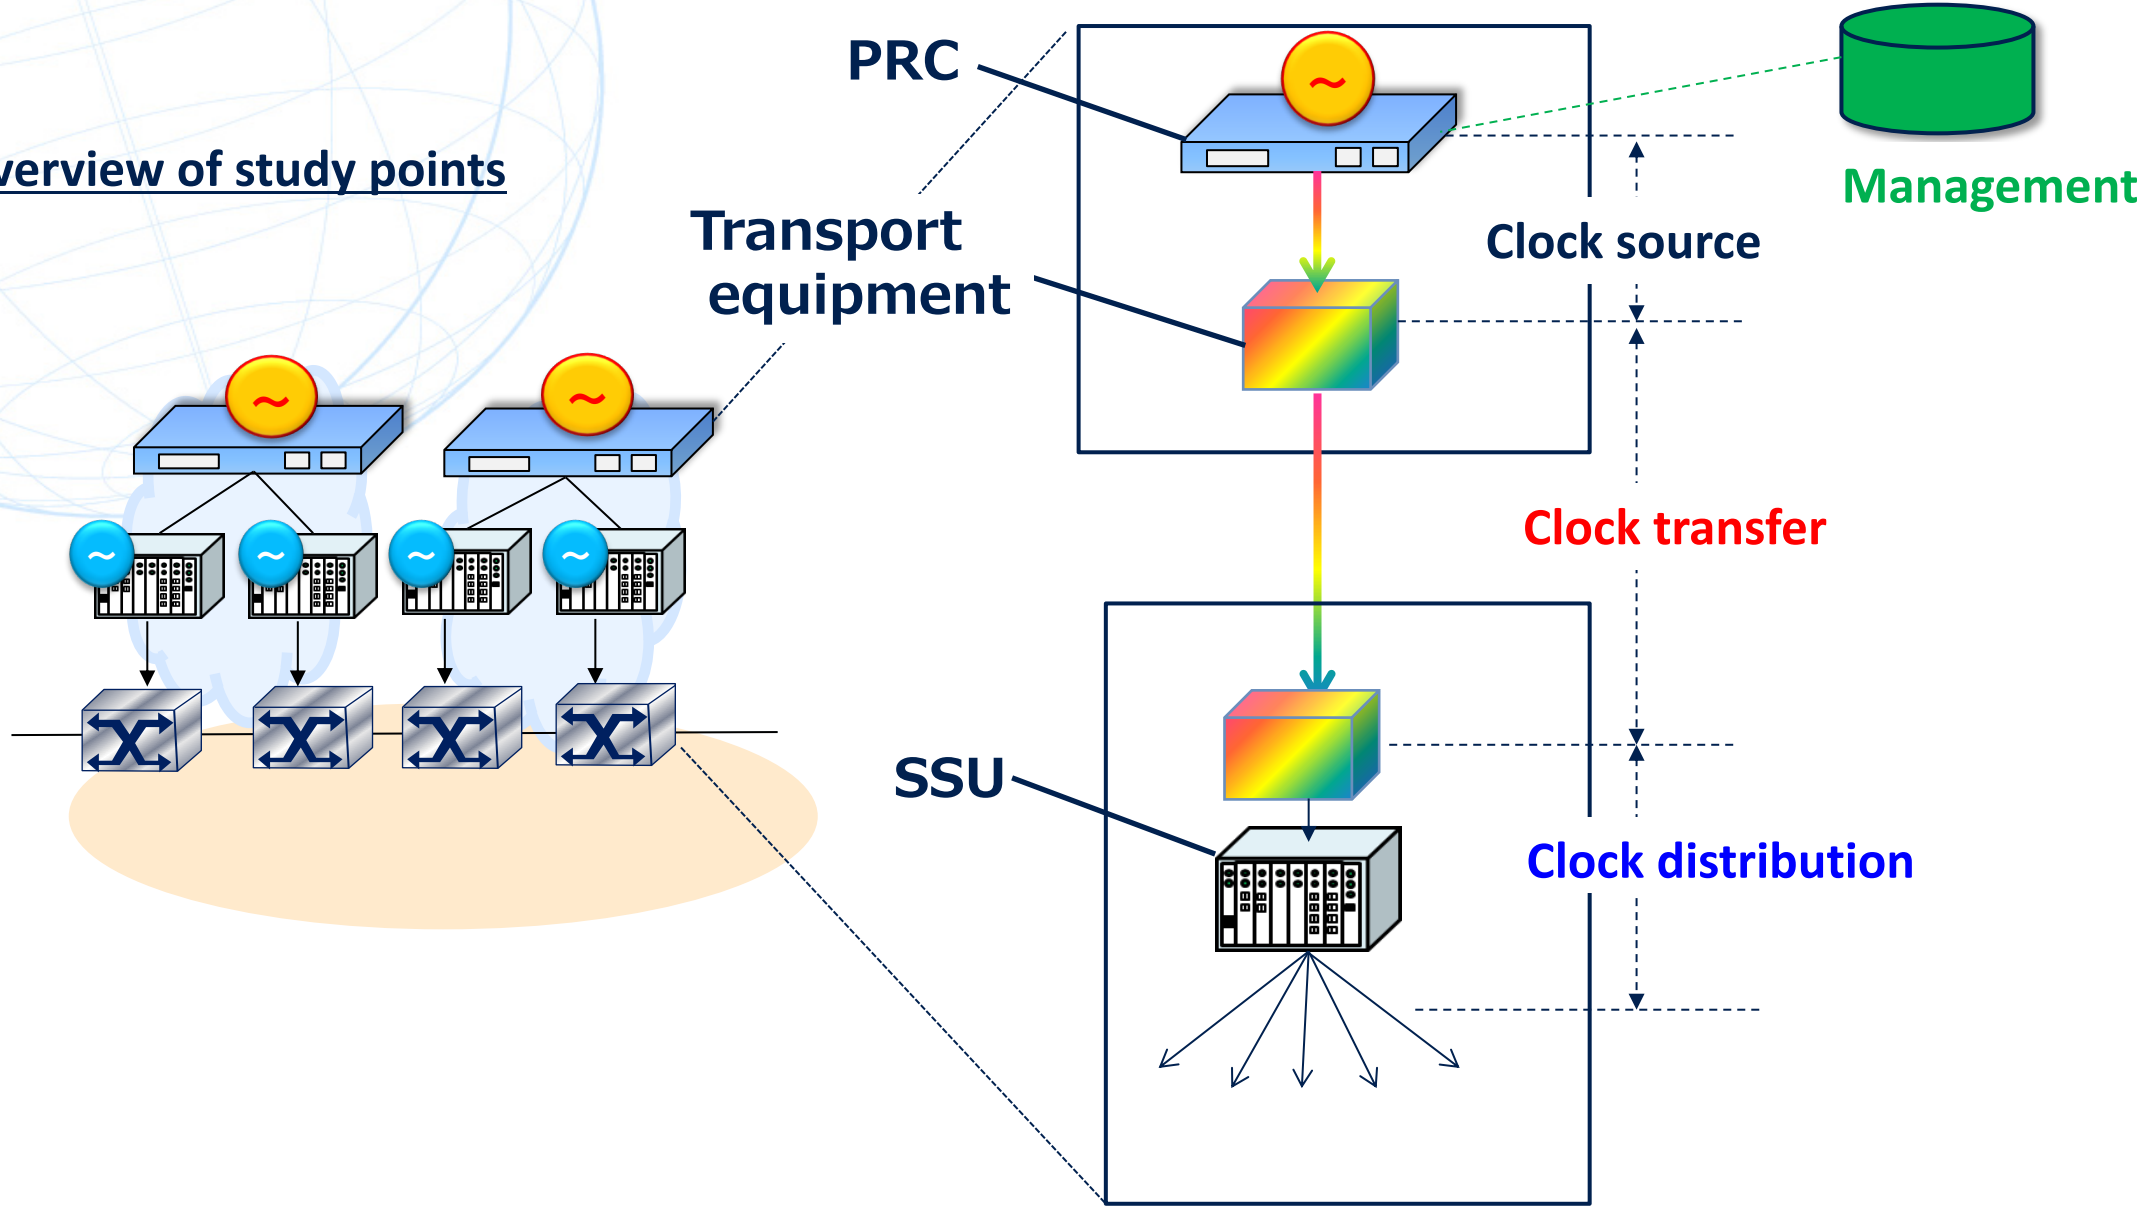 PRC
verview of study points
Management
Transport
equipment
Clock source
~
~
~
~
~
~
~
Clock transfer
X
X
X
X
SSU
Clock distribution